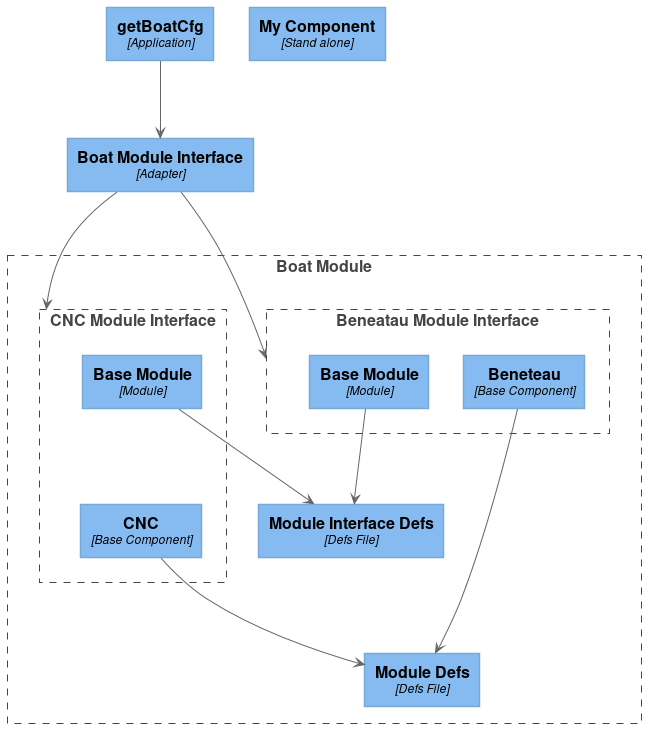 getBoatCfg
[Application]
My Component
[Stand alone]
Boat Module Interface
[Adapter]
Boat Module
CNC Module Interface
Beneatau Module Interface
Base Module
[Module]
Base Module
[Module]
Beneteau
[Base Component]
CNC
[Base Component]
Module Interface Defs
[Defs File]
Module Defs
[Defs File]